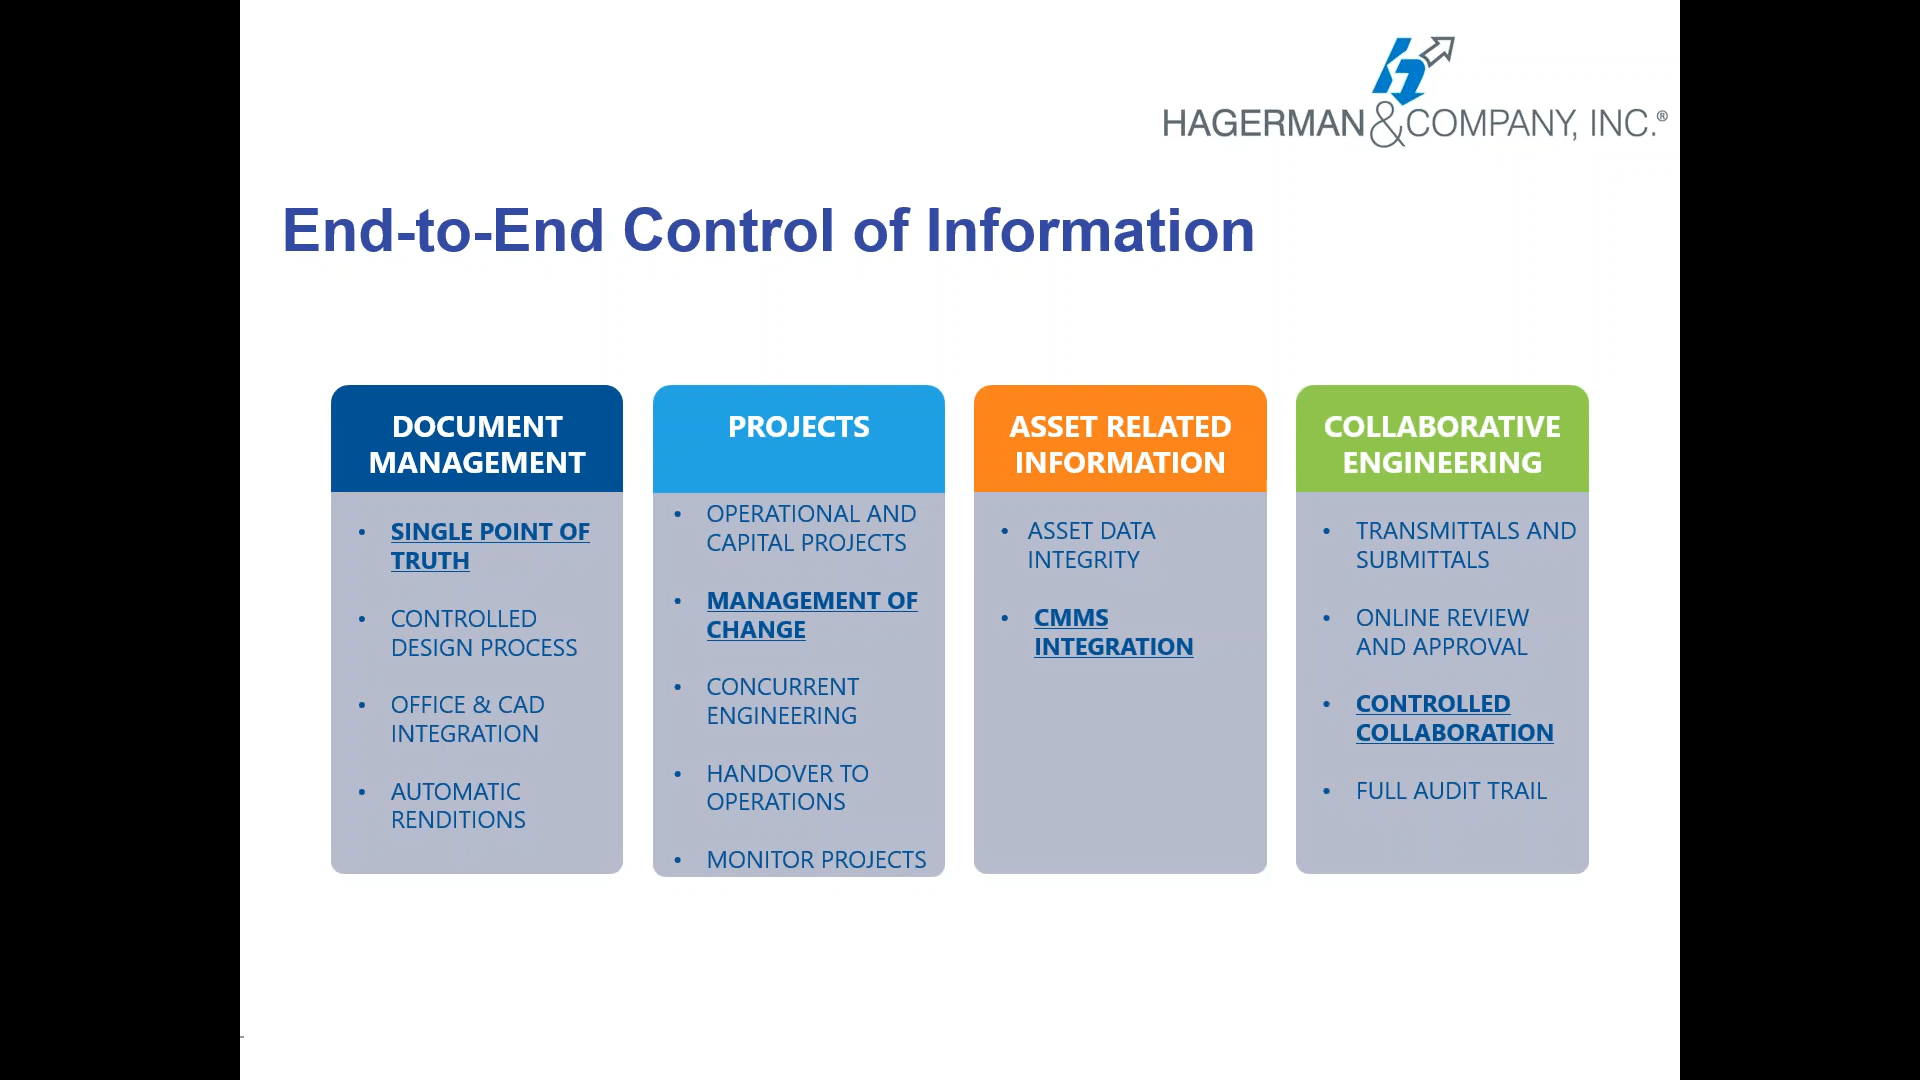 HAGERMAN & COMPANY, INC.®
End-to-End Control of Information
DOCUMENT
MANAGEMENT
• SINGLE POINT OF
TRUTH
• CONTROLLED
DESIGN PROCESS
• OFFICE & CAD
INTEGRATION
• AUTOMATIC
RENDITIONS
PROJECTS
• OPERATIONAL AND
CAPITAL PROJECTS
• MANAGEMENT OF
CHANGE
• CONCURRENT
ENGINEERING
• HANDOVER TO
OPERATIONS
• MONITOR PROJECTS
ASSET RELATED
INFORMATION
• ASSET DATA
INTEGRITY
• CMMS
INTEGRATION
COLLABORATIVE
ENGINEERING
• TRANSMITTALS AND
SUBMITTALS
• ONLINE REVIEW
AND APPROVAL
• CONTROLLED
COLLABORATION
• FULL AUDIT TRAIL